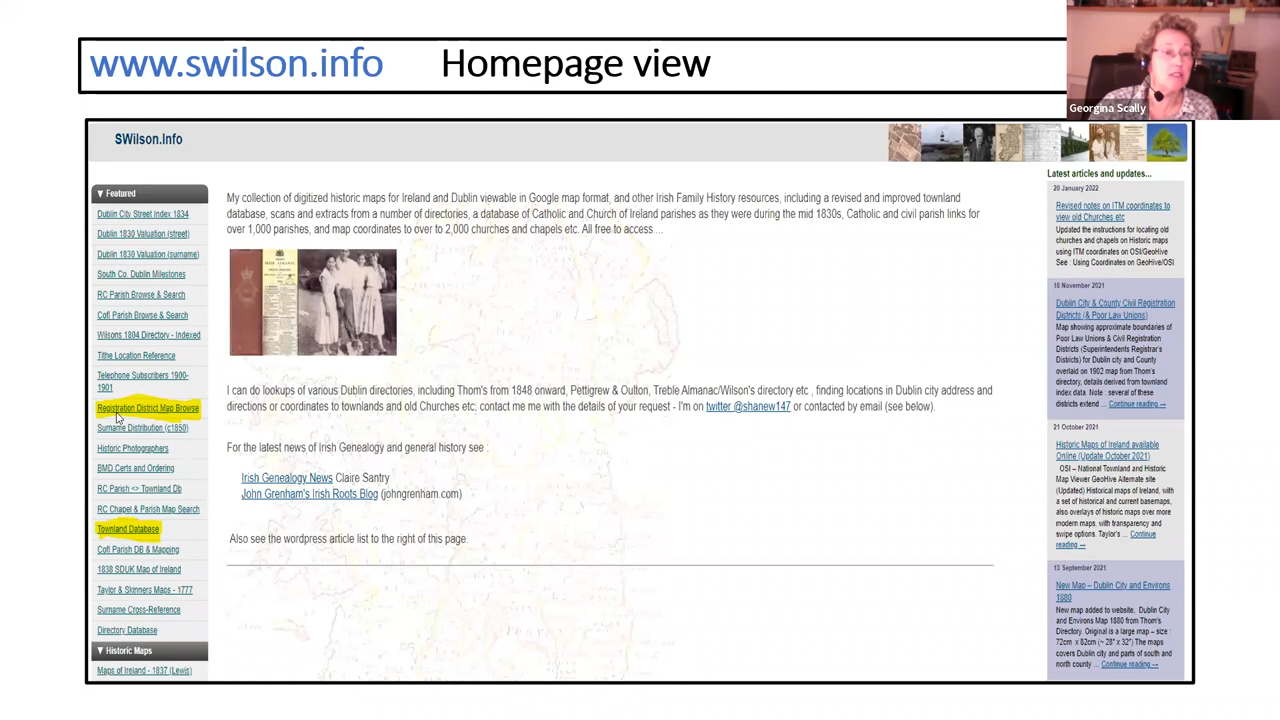 www.swilson.info Homepage view
Georgina Scally
SWilson.Info
▼ Featured
Dublin City Street Index 1834
Dublin 1830 Valuation (street)
Dublin 1830 Valuation (surname)
South Co. Dublin Milestones
RC Parish Browse & Search
CofI Parish Browse & Search
Wilsons 1804 Directory - Indexed
Tithe Location Reference
Telephone Subscribers 1900-
1901
Registration District Map Browse
Surname Distribution (c1850)
Historic Photographers
BMD Certs and Ordering
RC Parish <> Townland Db
RC Chapel & Parish Map Search
Townland Database
CofI Parish DB & Mapping
1838 SDUK Map of Ireland
Taylor & Skinners Maps - 1777
Surname Cross-Reference
Directory Database
▼ Historic Maps
Maps of Ireland - 1837 (Lewis)
My collection of digitized historic maps for Ireland and Dublin viewable in Google map format, and other Irish Family History resources, including a revised and improved townland
database, scans and extracts from a number of directories, a database of Catholic and Church of Ireland parishes as they were during the mid 1830s, Catholic and civil parish links for
over 1,000 parishes, and map coordinates to over to 2,000 churches and chapels etc. All free to access ...
I can do lookups of various Dublin directories, including Thom's from 1848 onward, Pettigrew & Oulton, Treble Almanac/Wilson's directory etc , finding locations in Dublin city address and
directions or coordinates to townlands and old Churches etc; contact me me with the details of your request - I'm on twitter @shanew147 or contacted by email (see below).
For the latest news of Irish Genealogy and general history see :
Irish Genealogy News Claire Santry
John Grenham's Irish Roots Blog (johngrenham.com)
Also see the wordpress article list to the right of this page.
Latest articles and updates...
20 January 2022
Revised notes on ITM coordinates to
view old Churches etc
Updated the instructions for locating old
churches and chapels on Historic maps
using ITM coordinates on OSI/GeoHive
See : Using Coordinates on GeoHive/OSI
18 November 2021
Dublin City & County Civil Registration
Districts (& Poor Law Unions)
Map showing approximate boundaries of
Poor Law Unions & Civil Registration
Districts (Superintendents Registrar's
Districts) for Dublin city and County
overlaid on 1902 map from Thom's
directory, details derived from townland
index data. Note : several of these
districts extend ... Continue reading →
21 October 2021
Historic Maps of Ireland available
Online (Update October 2021)
OSI – National Townland and Historic
Map Viewer GeoHive Alternate site
(Updated) Historical maps of Ireland, with
a set of historical and current basemaps,
also overlays of historic maps over more
modern maps, with transparency and
swipe options. Taylor's ... Continue
reading →
13 September 2021
New Map – Dublin City and Environs
1880
New map added to website. Dublin City
and Environs Map 1880 from Thom's
Directory. Original is a large map – size :
72cm x 82cm (~ 28" x 32") The maps
covers Dublin city and parts of south and
north county ... Continue reading →